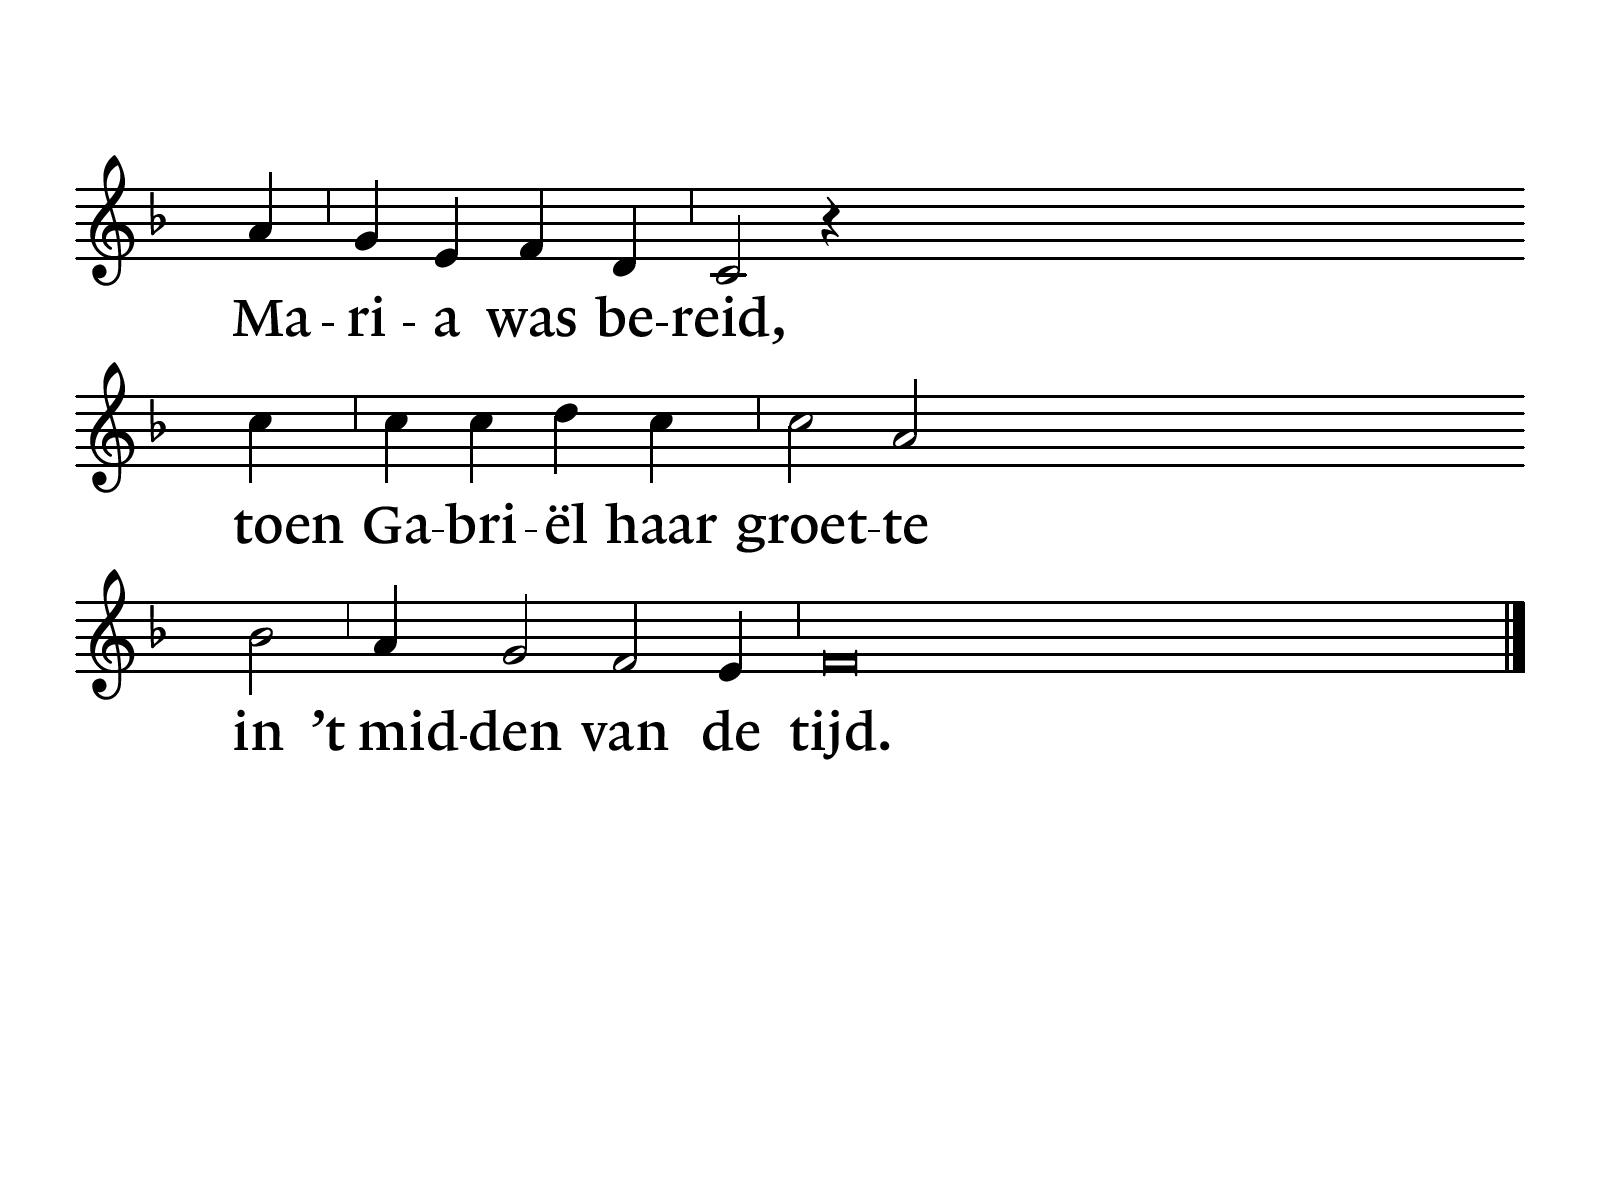 Ma - ri - a was be-reid,
toen Ga-bri-ël haar groet-te
in ’t mid-den van de tijd.